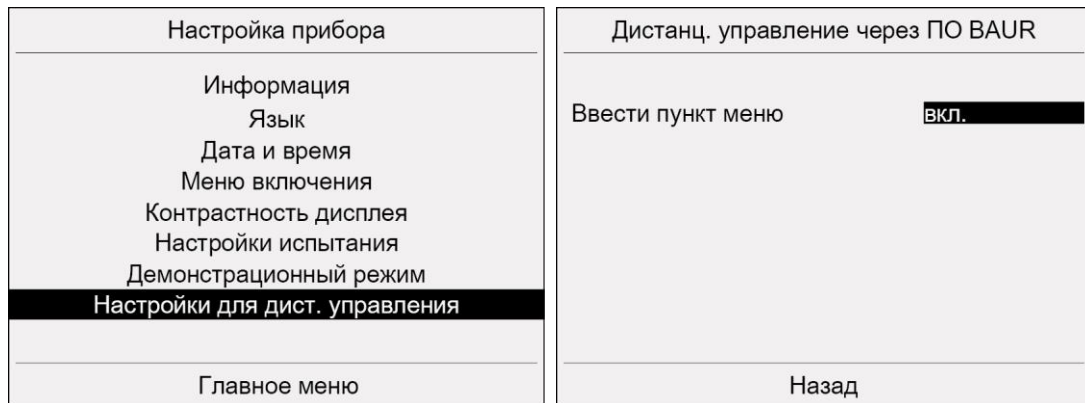 Настройка прибора
Информация
Язык
Дата и время
Меню включения
Контрастность дисплея
Настройки испытания
Демонстрационный режим
Настройки для дист. управления
Главное меню
Дистанц. управление через ПО BAUR
Ввести пункт меню вкл.
Назад